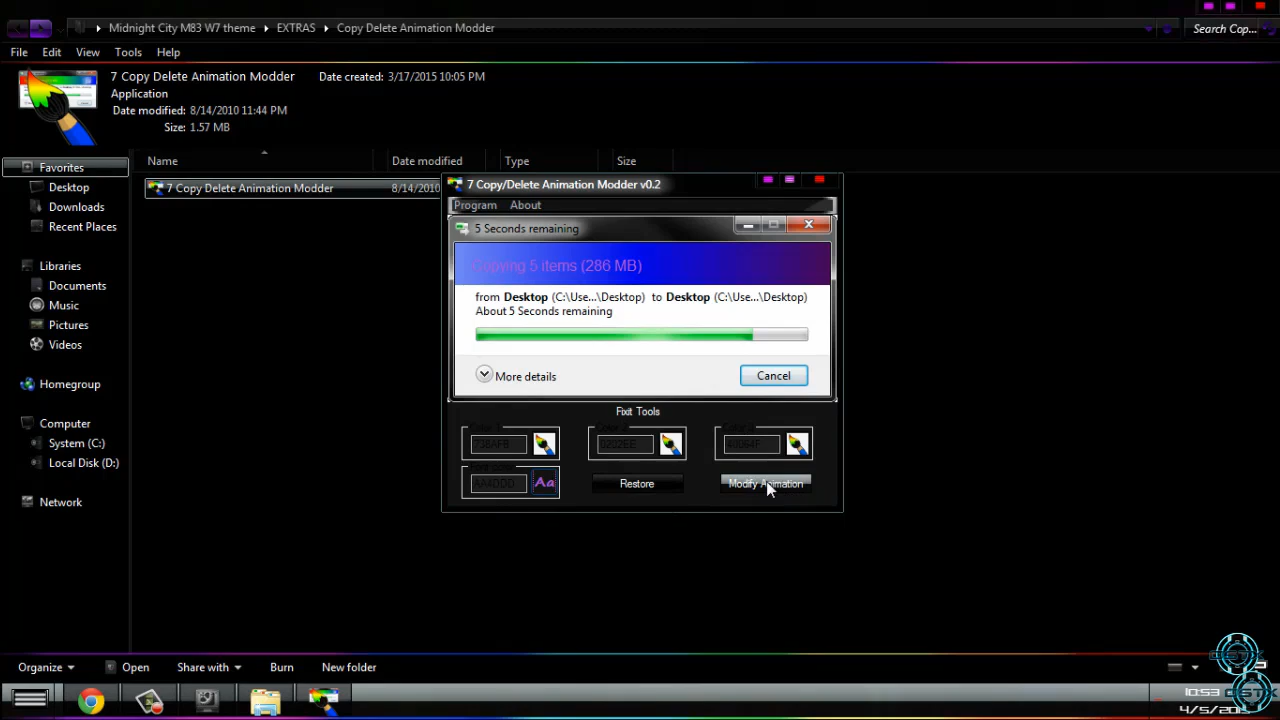 Midnight City M83 W7 theme EXTRAS Copy Delete Animation Modder
Search Cop...
File Edit View Tools Help
7 Copy Delete Animation Modder
Application
Date modified: 8/14/2010 11:44 PM
Size: 1.57 MB
Date created: 3/17/2015 10:05 PM
Favorites
Desktop
Downloads
Recent Places
Libraries
Documents
Music
Pictures
Videos
Homegroup
Computer
System (C:)
Local Disk (D:)
Network
Name Date modified Type Size
7 Copy Delete Animation Modder 8/14/2010
7 Copy/Delete Animation Modder v0.2
Program About
5 Seconds remaining
Copying 5 items (286 MB)
from Desktop (C:\Use...\Desktop) to Desktop (C:\Use...\Desktop)
About 5 Seconds remaining
More details
Cancel
Fixit Tools
Aa
Restore
Modify Animation
Organize Open Share with Burn New folder
10:53